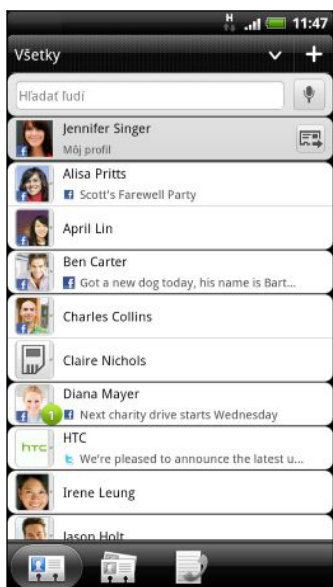 H
11:47
Všetky
Hľadať ľudí
Jennifer Singer
Môj profil
Alisa Pritts
Scott's Farewell Party
April Lin
Ben Carter
Got a new dog today, his name is Bart...
Charles Collins
Claire Nichols
Diana Mayer
1
Next charity drive starts Wednesday
hTC
HTC
We're pleased to announce the latest u...
Irene Leung
Jason Holt